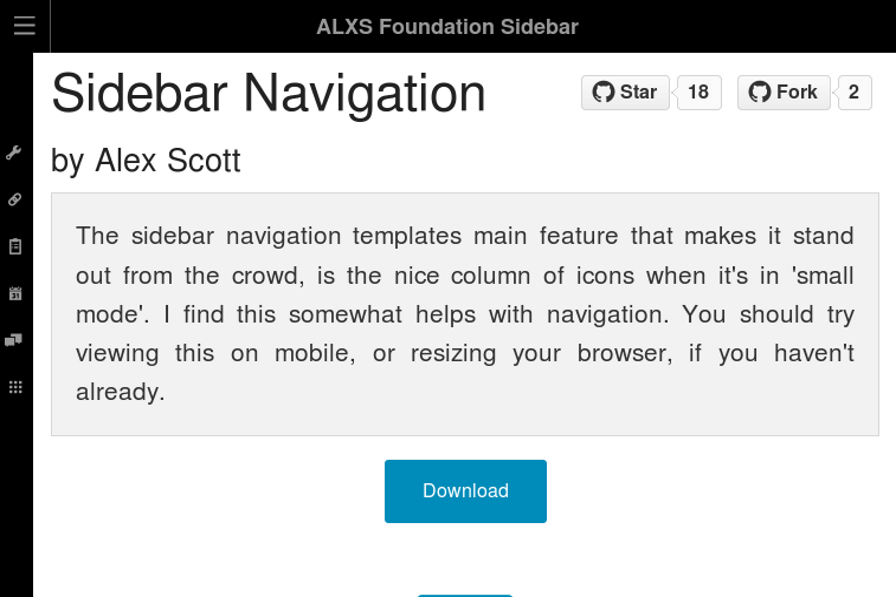 ALXS Foundation Sidebar
Sidebar Navigation
Star 18 Fork 2
by Alex Scott
The sidebar navigation templates main feature that makes it stand
out from the crowd, is the nice column of icons when it's in 'small
mode'. I find this somewhat helps with navigation. You should try
viewing this on mobile, or resizing your browser, if you haven't
already.
31
Download